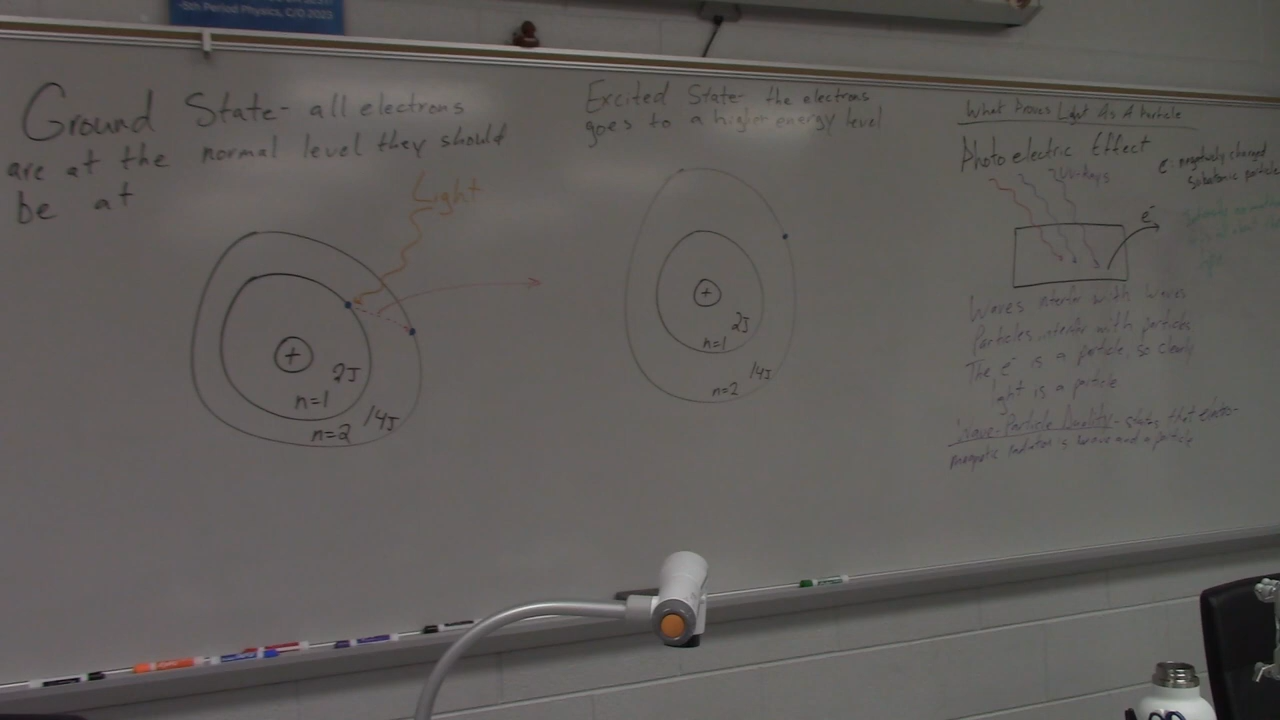 -5th Period Physics, C/O 2023
Ground State- all electrons
are at the normal level they should
be at
Light
+
2J
n=1
14J
n=2
Excited State- the electrons
goes to a higher energy level
+
2J
n=1
14J
n=2
What Proves Light As A Particle
Photoelectric Effect
UV-Rays
e⁻
e⁻ negatively charged
subatomic particle
Waves interfer with waves
Particles interfer with particles
The e⁻ is a particle, so clearly
light is a particle
Wave-Particle Duality- states that electro-
magnetic radiation is wave and a particle